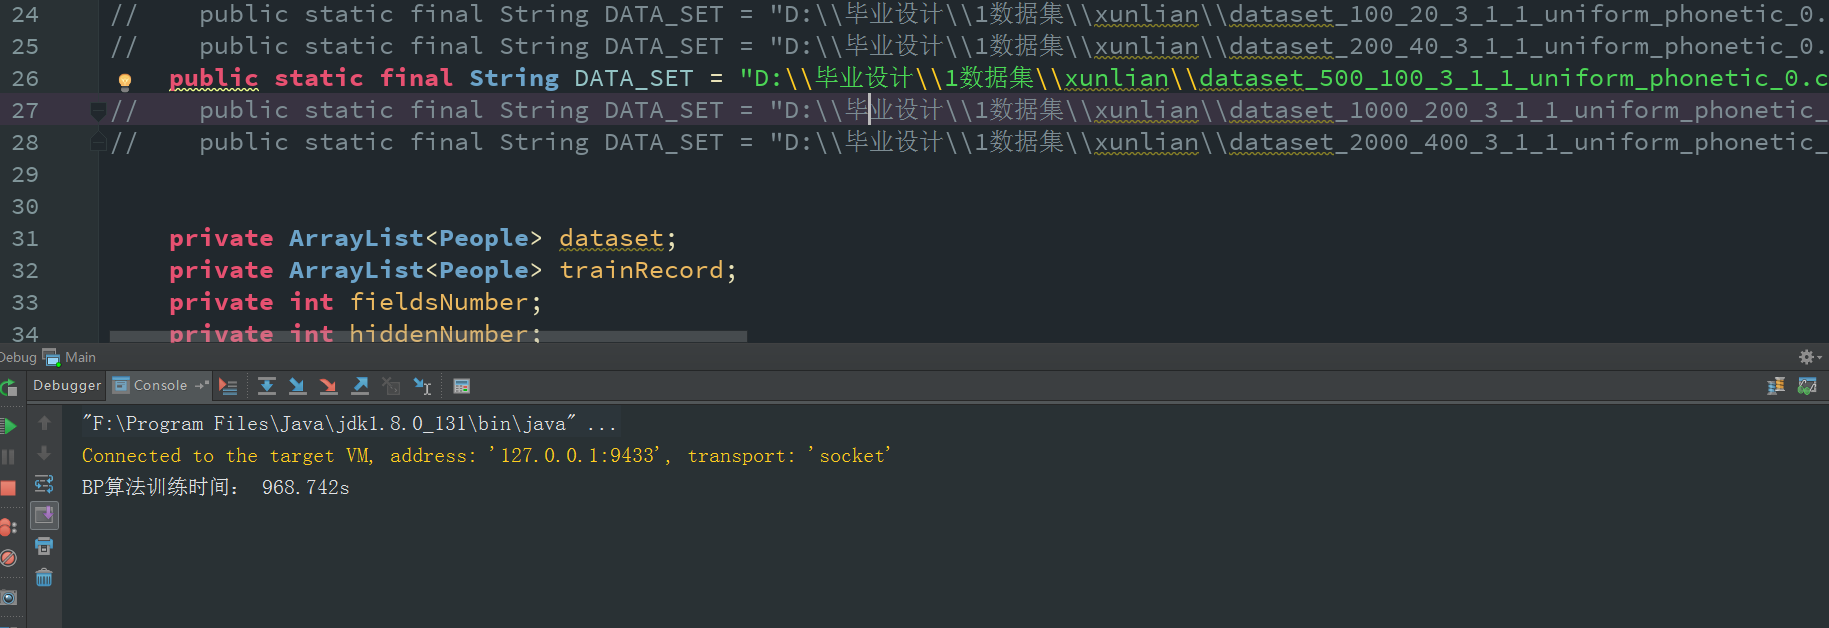 24 //    public static final String DATA_SET = "D:\\毕业设计\\1数据集\\xunlian\\dataset_100_20_3_1_1_uniform_phonetic_0.
25 //    public static final String DATA_SET = "D:\\毕业设计\\1数据集\\xunlian\\dataset_200_40_3_1_1_uniform_phonetic_0.
26     public static final String DATA_SET = "D:\\毕业设计\\1数据集\\xunlian\\dataset_500_100_3_1_1_uniform_phonetic_0.c
27 //    public static final String DATA_SET = "D:\\毕业设计\\1数据集\\xunlian\\dataset_1000_200_3_1_1_uniform_phonetic_
28 //    public static final String DATA_SET = "D:\\毕业设计\\1数据集\\xunlian\\dataset_2000_400_3_1_1_uniform_phonetic_
29
30
31     private ArrayList<People> dataset;
32     private ArrayList<People> trainRecord;
33     private int fieldsNumber;
34     private int hiddenNumber;
Debug Main
Debugger Console
"F:\Program Files\Java\jdk1.8.0_131\bin\java" ...
Connected to the target VM, address: '127.0.0.1:9433', transport: 'socket'
BP算法训练时间： 968.742s